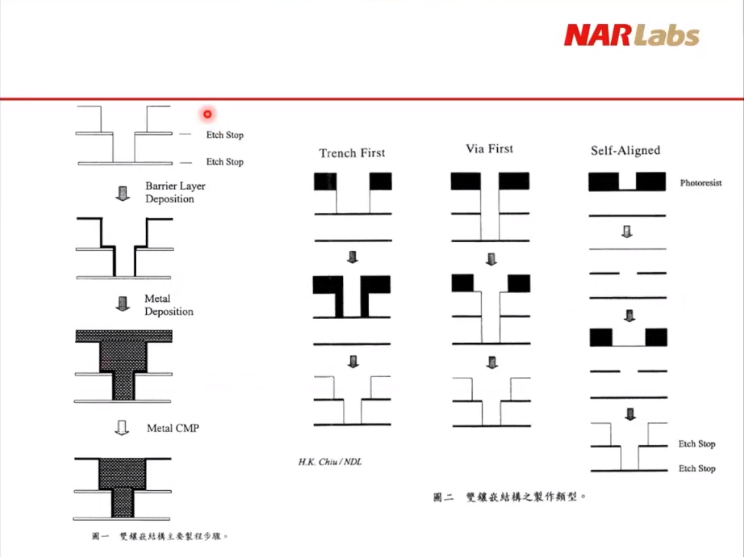 NARLabs
Etch Stop
Etch Stop
Barrier Layer
Deposition
Metal
Deposition
Metal CMP
圖一 雙鑲嵌結構主要製程步驟。
Trench First
Via First
Self-Aligned
Photoresist
Etch Stop
Etch Stop
H.K. Chiu / NDL
圖二 雙鑲嵌結構之製作類型。